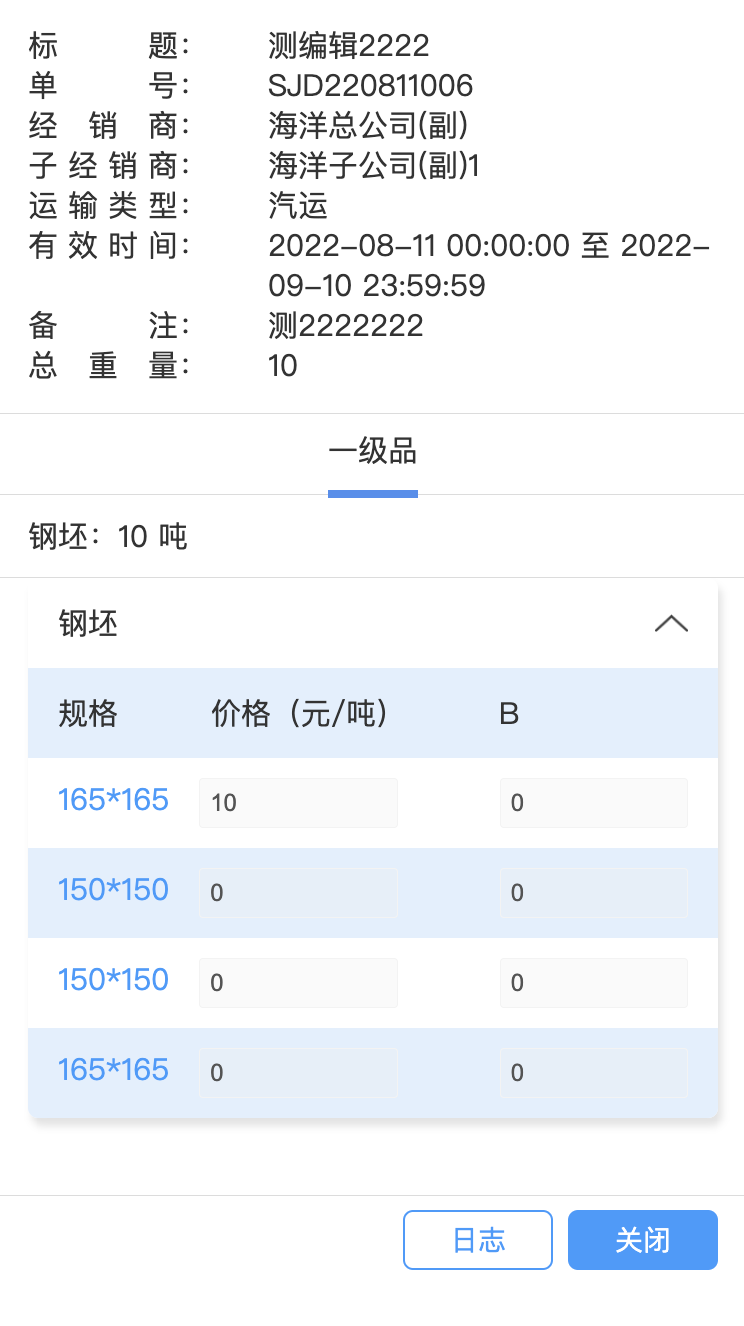 标题： 测编辑2222
单号： SJD220811006
经销商： 海洋总公司(副)
子经销商： 海洋子公司(副)1
运输类型： 汽运
有效时间： 2022-08-11 00:00:00 至 2022-
09-10 23:59:59
备注： 测2222222
总重量： 10
一级品
钢坯：10 吨
钢坯
规格 价格（元/吨） B
165*165 10 0
150*150 0 0
150*150 0 0
165*165 0 0
日志 关闭